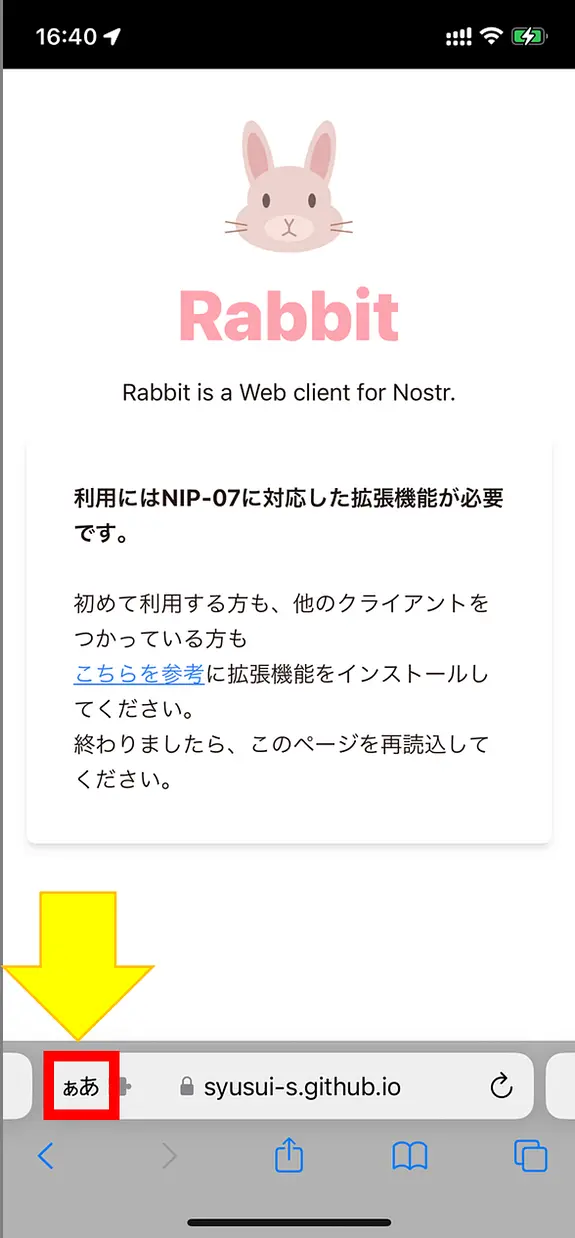 16:40
Rabbit
Rabbit is a Web client for Nostr.
利用にはNIP-07に対応した拡張機能が必要
です。
初めて利用する方も、他のクライアントを
つかっている方も
こちらを参考に拡張機能をインストールし
てください。
終わりましたら、このページを再読込して
ください。
ぁあ syusui-s.github.io